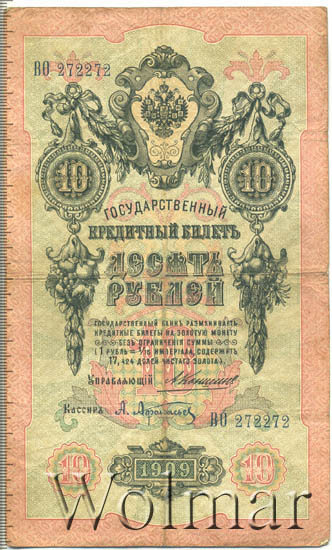 ВО 272272
10 10
ГОСУДАРСТВЕННЫЙ
КРЕДИТНЫЙ БИЛЕТЪ
ДЕСЯТЬ
РУБЛЕЙ
ГОСУДАРСТВЕННЫЙ БАНКЪ РАЗМѢНИВАЕТЪ
КРЕДИТНЫЕ БИЛЕТЫ НА ЗОЛОТУЮ МОНЕТУ
БЕЗЪ ОГРАНИЧЕНІЯ СУММЫ
(1 РУБЛЬ = 1/15 ИМПЕРІАЛА, СОДЕРЖИТЪ
17,424 ДОЛЕЙ ЧИСТАГО ЗОЛОТА).
Управляющій
Кассиръ А. Афанасьевъ
ВО 272272
10 1909 10
Wolmar